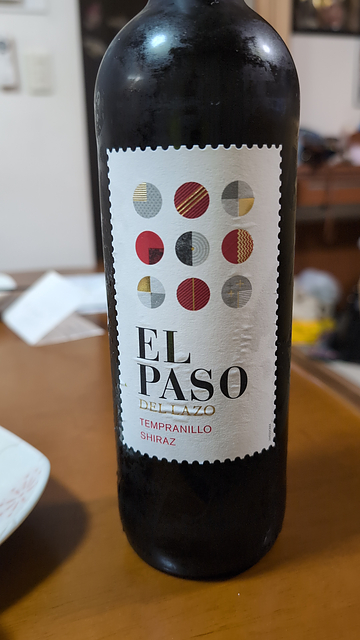 EL
PASO
DEL LAZO
TEMPRANILLO
SHIRAZ